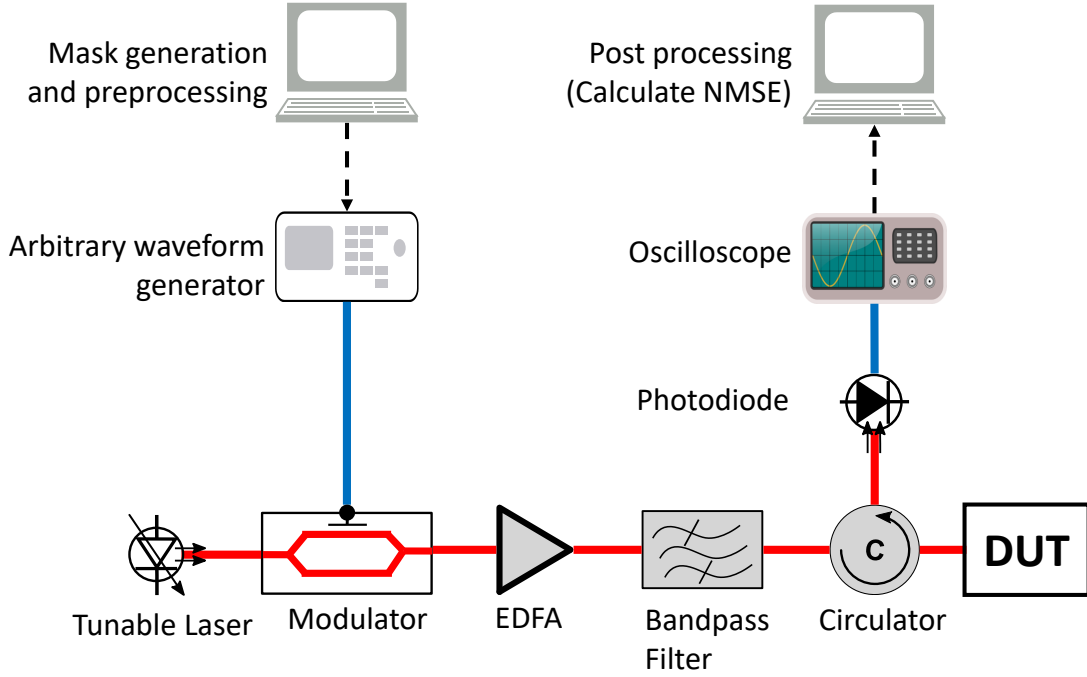 Mask generation
and preprocessing
Post processing
(Calculate NMSE)
Arbitrary waveform
generator
Oscilloscope
Photodiode
C
DUT
Tunable Laser
Modulator
EDFA
Bandpass
Filter
Circulator